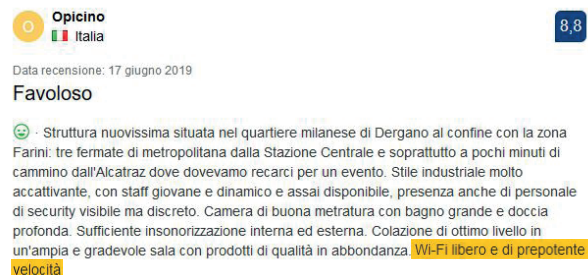 O
Opicino
Italia
8,8
Data recensione: 17 giugno 2019
Favoloso
· Struttura nuovissima situata nel quartiere milanese di Dergano al confine con la zona
Farini: tre fermate di metropolitana dalla Stazione Centrale e soprattutto a pochi minuti di
cammino dall'Alcatraz dove dovevamo recarci per un evento. Stile industriale molto
accattivante, con staff giovane e dinamico e assai disponibile, presenza anche di personale
di security visibile ma discreto. Camera di buona metratura con bagno grande e doccia
profonda. Sufficiente insonorizzazione interna ed esterna. Colazione di ottimo livello in
un'ampia e gradevole sala con prodotti di qualità in abbondanza. Wi-Fi libero e di prepotente
velocità